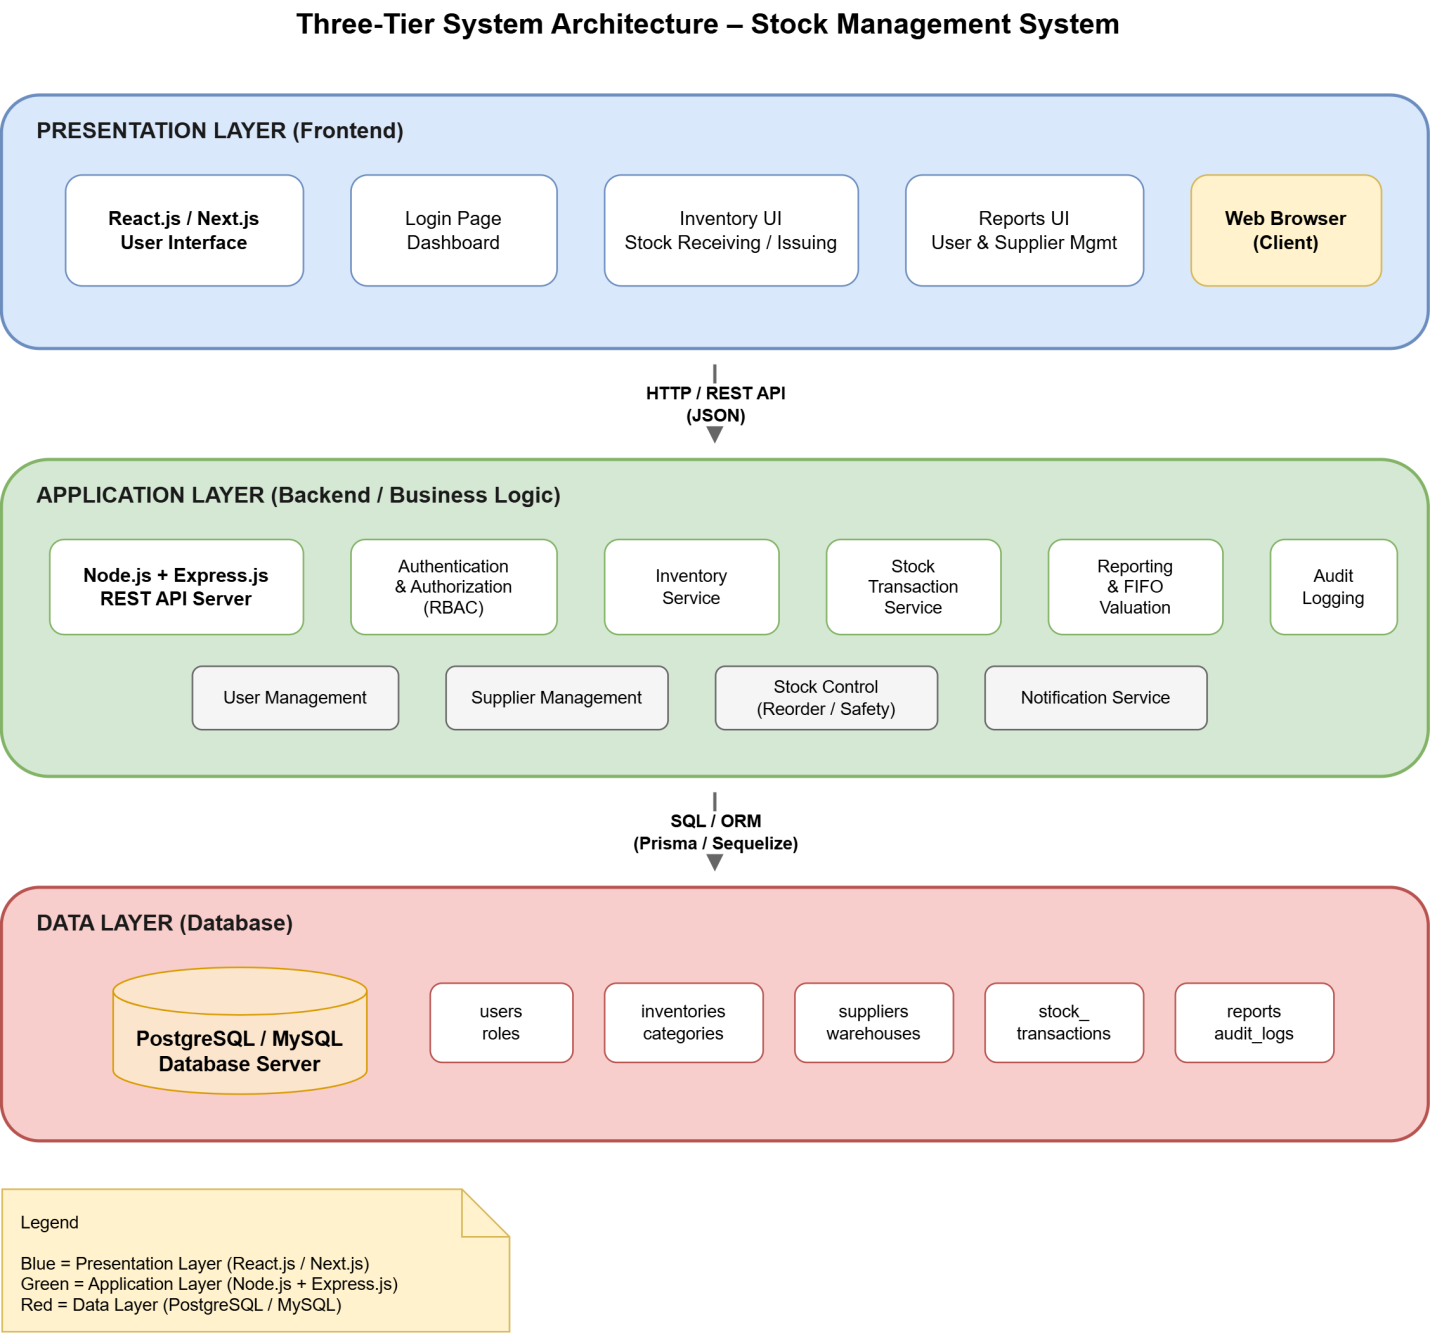 Three-Tier System Architecture – Stock Management System
PRESENTATION LAYER (Frontend)
React.js / Next.js
User Interface
Login Page
Dashboard
Inventory UI
Stock Receiving / Issuing
Reports UI
User & Supplier Mgmt
Web Browser
(Client)
HTTP / REST API
(JSON)
APPLICATION LAYER (Backend / Business Logic)
Node.js + Express.js
REST API Server
Authentication
& Authorization
(RBAC)
Inventory
Service
Stock
Transaction
Service
Reporting
& FIFO
Valuation
Audit
Logging
User Management
Supplier Management
Stock Control
(Reorder / Safety)
Notification Service
SQL / ORM
(Prisma / Sequelize)
DATA LAYER (Database)
PostgreSQL / MySQL
Database Server
users
roles
inventories
categories
suppliers
warehouses
stock_
transactions
reports
audit_logs
Legend
Blue = Presentation Layer (React.js / Next.js)
Green = Application Layer (Node.js + Express.js)
Red = Data Layer (PostgreSQL / MySQL)